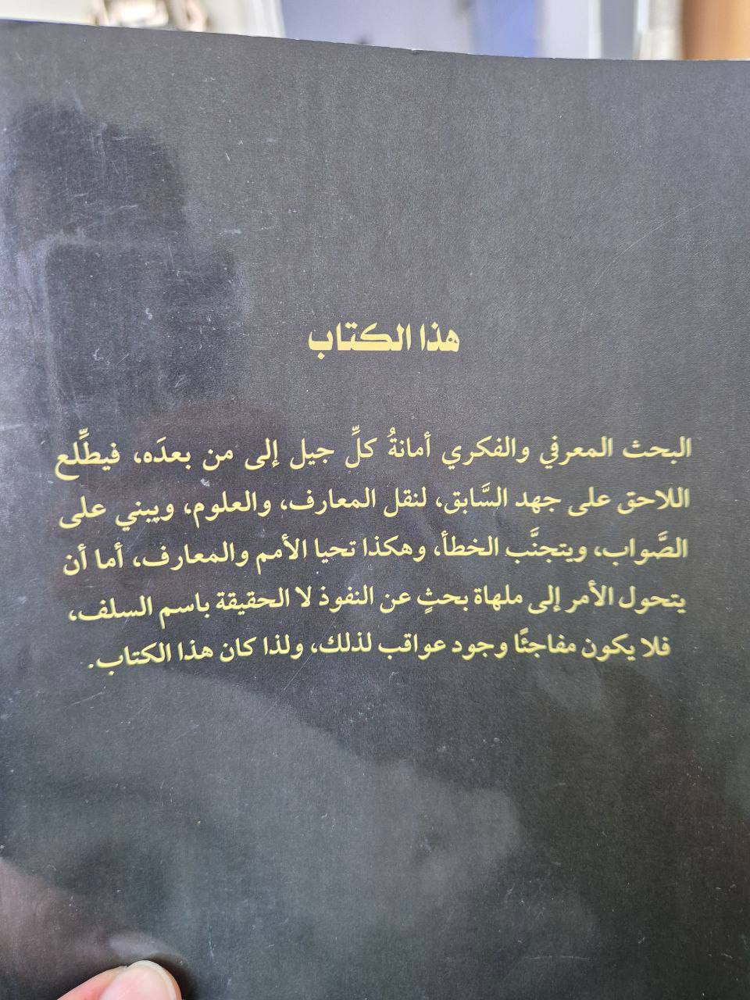 هذا الكتاب
البحث المعرفي والفكري أمانةُ كلِّ جيل إلى من بعدَه، فيطَّلع
اللاحق على جهد السَّابق، لنقل المعارف، والعلوم، ويبني على
الصَّواب، ويتجنَّب الخطأ، وهكذا تحيا الأمم والمعارف، أما أن
يتحول الأمر إلى ملهاة بحثٍ عن النفوذ لا الحقيقة باسم السلف،
فلا يكون مفاجئًا وجود عواقب لذلك، ولذا كان هذا الكتاب.